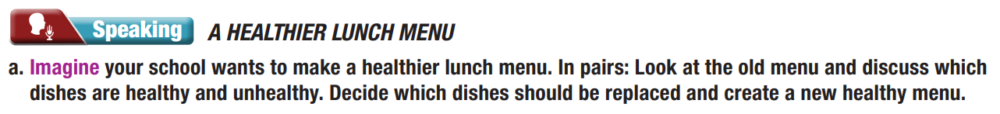 Speaking A HEALTHIER LUNCH MENU
a. Imagine your school wants to make a healthier lunch menu. In pairs: Look at the old menu and discuss which
dishes are healthy and unhealthy. Decide which dishes should be replaced and create a new healthy menu.